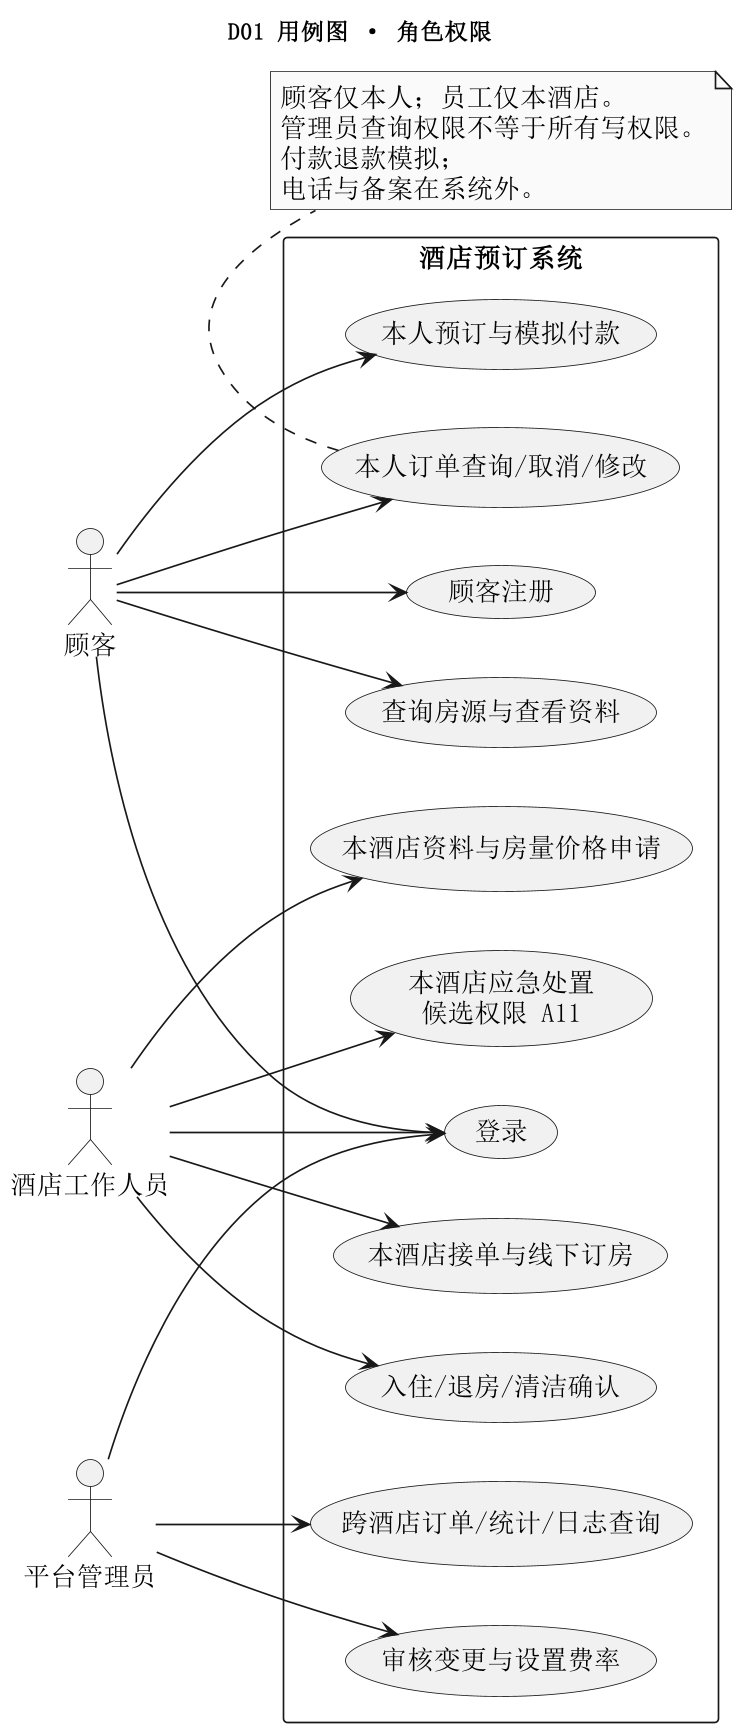 D01 用例图 · 角色权限
顾客仅本人；员工仅本酒店。
管理员查询权限不等于所有写权限。
付款退款模拟；
电话与备案在系统外。
酒店预订系统
本人预订与模拟付款
本人订单查询/取消/修改
顾客注册
顾客
查询房源与查看资料
本酒店资料与房量价格申请
本酒店应急处置
候选权限 A11
登录
酒店工作人员
本酒店接单与线下订房
入住/退房/清洁确认
跨酒店订单/统计/日志查询
平台管理员
审核变更与设置费率